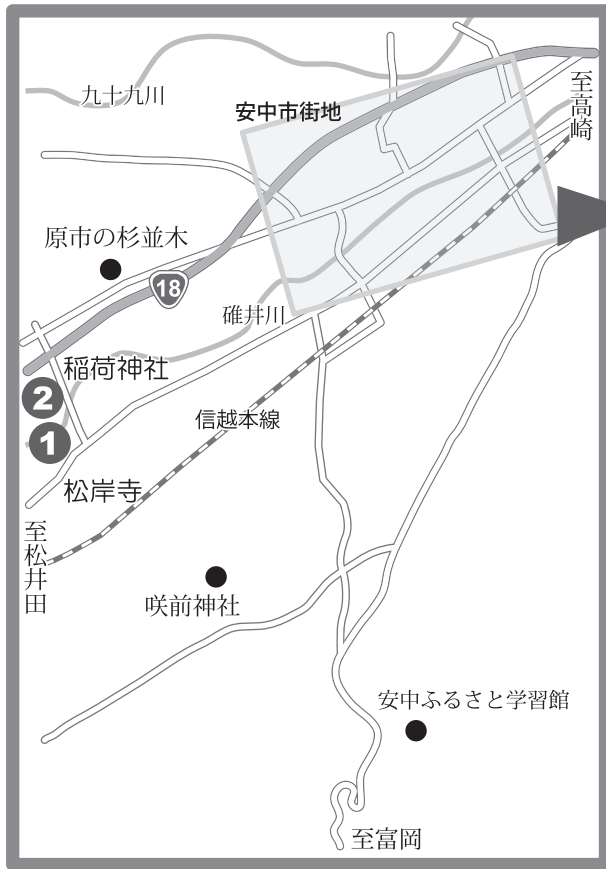 九十九川
安中市街地
至高崎
原市の杉並木
18
碓井川
稲荷神社
2
1
信越本線
松岸寺
至松井田
咲前神社
安中ふるさと学習館
至富岡